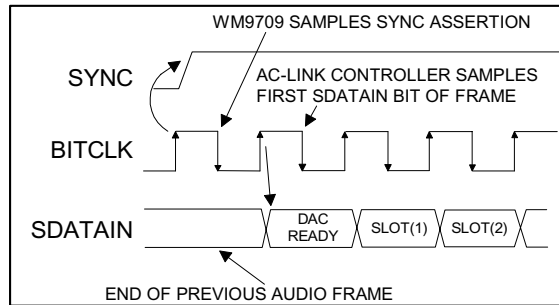 WM9709 SAMPLES SYNC ASSERTION
SYNC
AC-LINK CONTROLLER SAMPLES
FIRST SDATAIN BIT OF FRAME
BITCLK
SDATAIN
DAC
READY
SLOT(1)
SLOT(2)
END OF PREVIOUS AUDIO FRAME